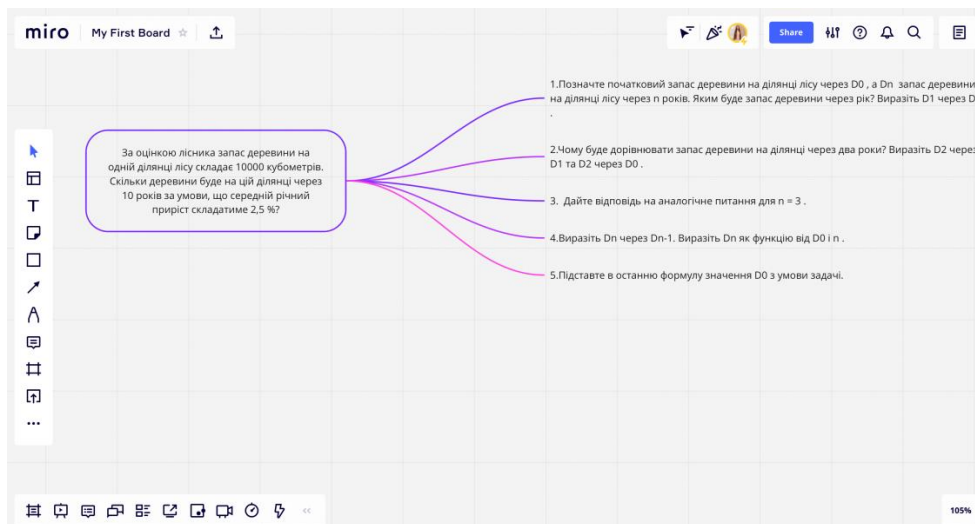 miro My First Board Share
1.Позначте початковий запас деревини на ділянці лісу через D0 , а Dn запас деревини
на ділянці лісу через n років. Яким буде запас деревини через рік? Виразіть D1 через D
.
За оцінкою лісника запас деревини на
одній ділянці лісу складає 10000 кубометрів.
Скільки деревини буде на цій ділянці через
10 років за умови, що середній річний
приріст складатиме 2,5 %?
2.Чому буде дорівнювати запас деревини на ділянці через два роки? Виразіть D2 через
D1 та D2 через D0 .
3. Дайте відповідь на аналогічне питання для n = 3 .
4.Виразіть Dn через Dn-1. Виразіть Dn як функцію від D0 і n .
5.Підставте в останню формулу значення D0 з умови задачі.
105%